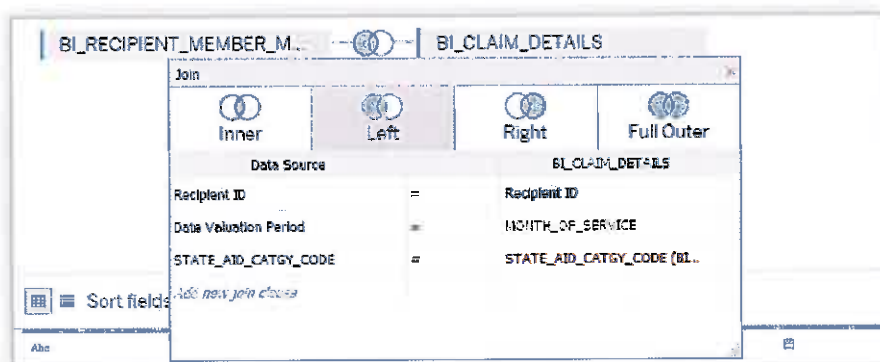 BI_RECIPIENT_MEMBER_M... BI_CLAIM_DETAILS
Join
Inner Left Right Full Outer
Data Source BI_CLAIM_DETAILS
Recipient ID = Recipient ID
Date Valuation Period = MONTH_OF_SERVICE
STATE_AID_CATGY_CODE = STATE_AID_CATGY_CODE (BI...
Sort fields Add new join clause
Abc